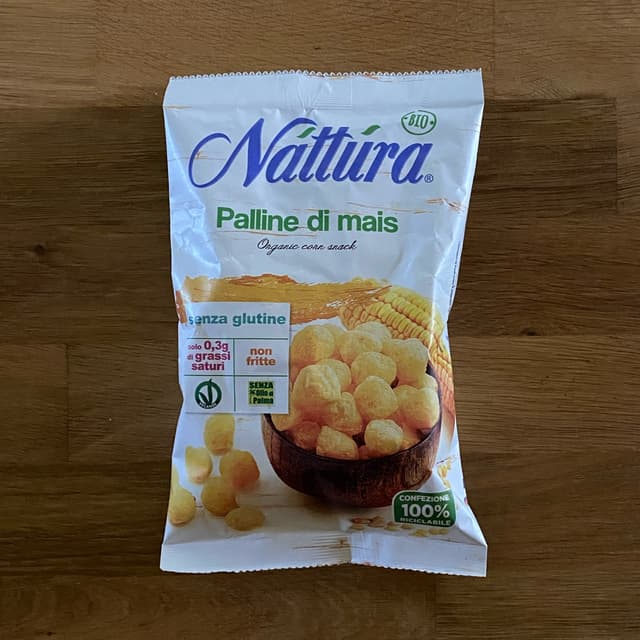 BIO
Náttúra®
Palline di mais
Organic corn snack
senza glutine
solo 0,3g
di grassi
saturi
non
fritte
SENZA
Olio di
Palma
CONFEZIONE
100%
RICICLABILE